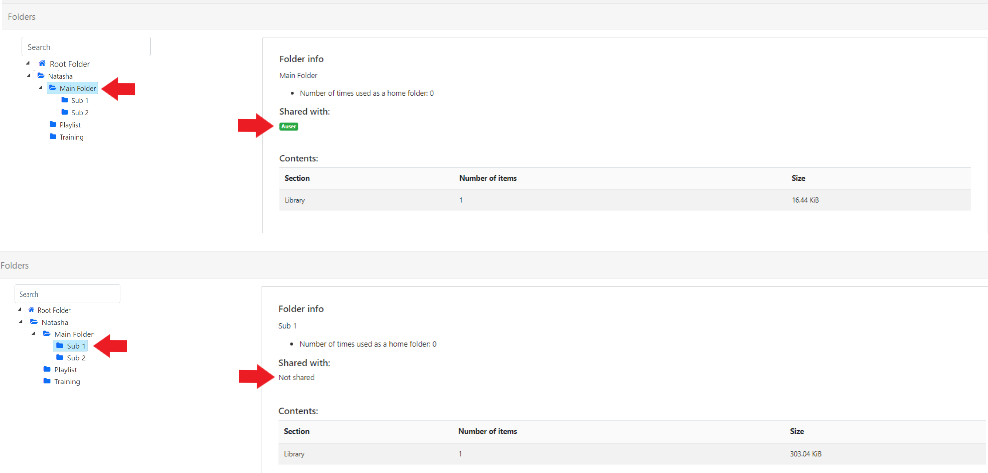 Folders
Search
Root Folder
Natasha
Main Folder
Sub 1
Sub 2
Playlist
Training
Folder info
Main Folder
Number of times used as a home folder: 0
Shared with:
Auser
Contents:
Section Number of items Size
Library 1 16.44 KiB
Folders
Search
Root Folder
Natasha
Main Folder
Sub 1
Sub 2
Playlist
Training
Folder info
Sub 1
Number of times used as a home folder: 0
Shared with:
Not shared
Contents:
Section Number of items Size
Library 1 303.04 KiB